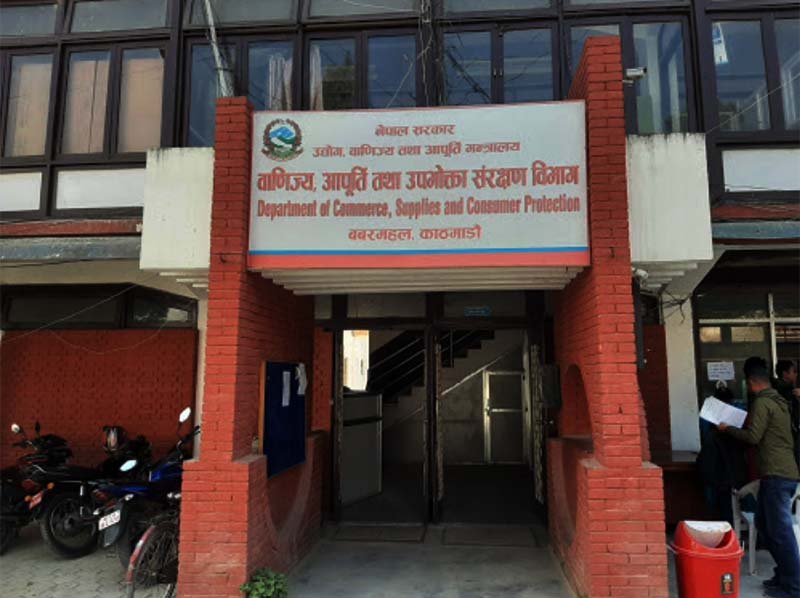 नेपाल सरकार
उद्योग, वाणिज्य तथा आपूर्ति मन्त्रालय
वाणिज्य, आपूर्ति तथा उपभोक्ता संरक्षण विभाग
Department of Commerce, Supplies and Consumer Protection
बबरमहल, काठमाडौं